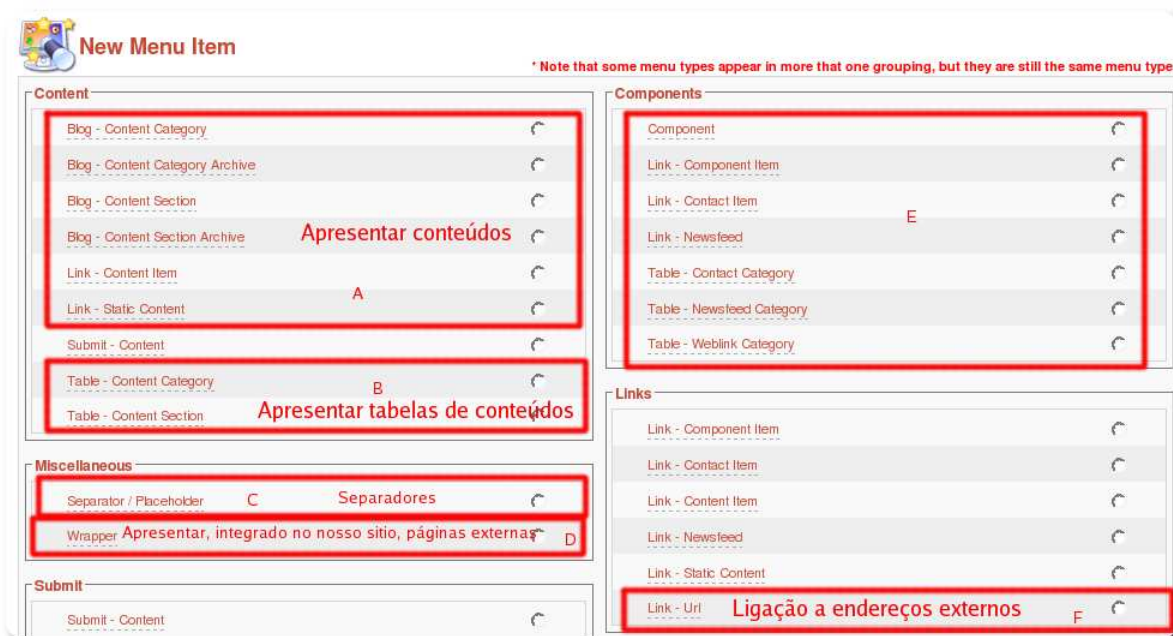 New Menu Item
* Note that some menu types appear in more that one grouping, but they are still the same menu type
Content
Blog - Content Category
Blog - Content Category Archive
Blog - Content Section
Blog - Content Section Archive
Apresentar conteúdos
Link - Content Item
A
Link - Static Content
Submit - Content
Table - Content Category
B
Table - Content Section
Apresentar tabelas de conteúdos
Miscellaneous
Separator / Placeholder
C
Separadores
Wrapper
Apresentar, integrado no nosso sitio, páginas externas
D
Submit
Submit - Content
Components
Component
Link - Component Item
Link - Contact Item
E
Link - Newsfeed
Table - Contact Category
Table - Newsfeed Category
Table - Weblink Category
Links
Link - Component Item
Link - Contact Item
Link - Content Item
Link - Newsfeed
Link - Static Content
Link - Url
Ligação a endereços externos
F